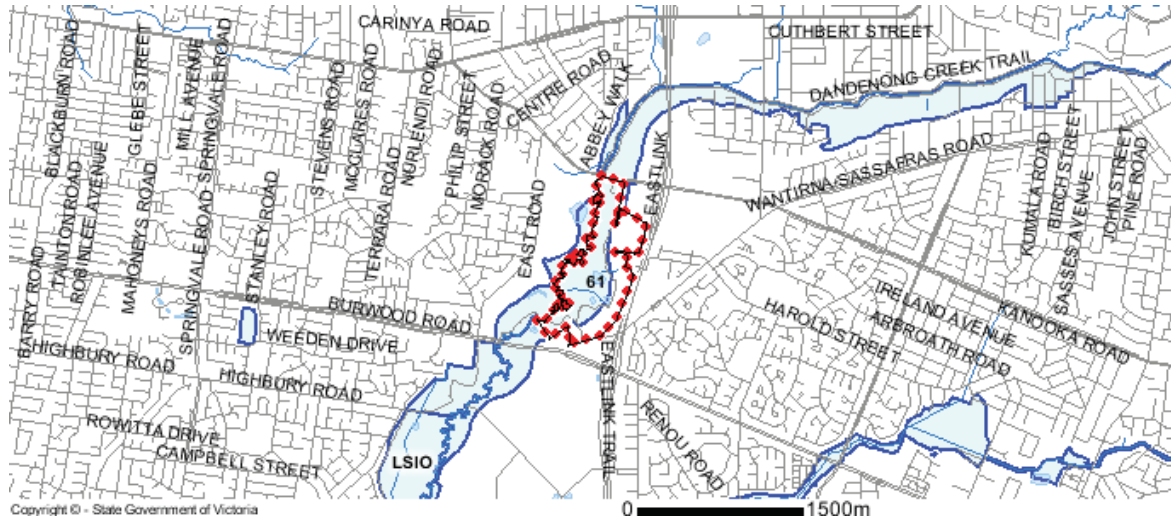 CARINYA ROAD
CUTHBERT STREET
BLACKBURN ROAD
GLEBE STREET
MILL AVENUE
SPRINGVALE ROAD
STEVENS ROAD
MCCLARES ROAD
NURLENDI ROAD
PHILIP STREET
MORACK ROAD
CENTRE ROAD
ABBEY WALK
DANDENONG CREEK TRAIL
EASTLINK
WANTIRNA-SASSAFRAS ROAD
KUMALA ROAD
BIRCH STREET
SASSES AVENUE
JOHN STREET
PINE ROAD
BARRY ROAD
TAINTON ROAD
ROBINLEE AVENUE
MAHONEYS ROAD
SPRINGVALE ROAD
STANLEY ROAD
TERRARA ROAD
EAST ROAD
61
BURWOOD ROAD
WEEDEN DRIVE
HIGHBURY ROAD
HIGHBURY ROAD
IRELAND AVENUE
KANOOKA ROAD
HAROLD STREET
ARBROATH ROAD
EASTLINK TRAIL
RENOU ROAD
ROWITTA DRIVE
CAMPBELL STREET
LSIO
Copyright © - State Government of Victoria
0 1500m